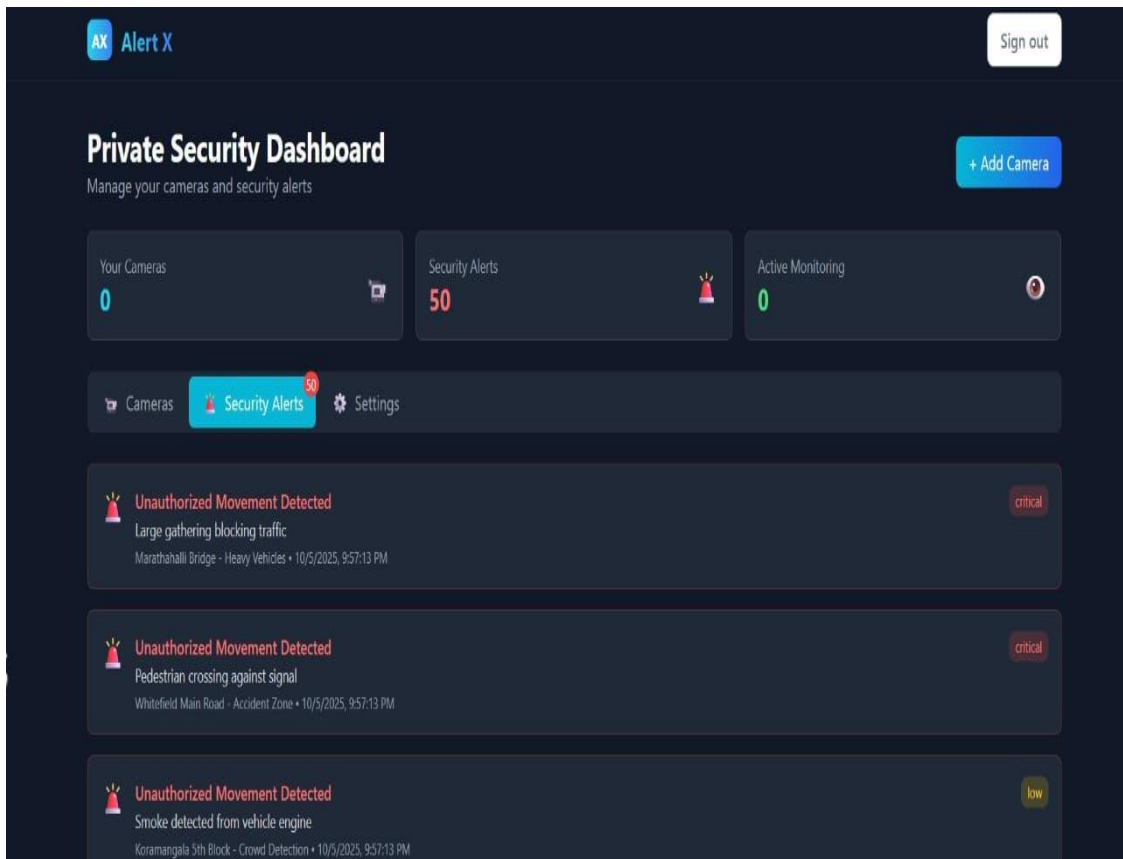 AX Alert X
Sign out
Private Security Dashboard
Manage your cameras and security alerts
+ Add Camera
Your Cameras
0
Security Alerts
50
Active Monitoring
0
Cameras
Security Alerts
50
Settings
Unauthorized Movement Detected
critical
Large gathering blocking traffic
Marathahalli Bridge - Heavy Vehicles • 10/5/2025, 9:57:13 PM
Unauthorized Movement Detected
critical
Pedestrian crossing against signal
Whitefield Main Road - Accident Zone • 10/5/2025, 9:57:13 PM
Unauthorized Movement Detected
low
Smoke detected from vehicle engine
Koramangala 5th Block - Crowd Detection • 10/5/2025, 9:57:13 PM